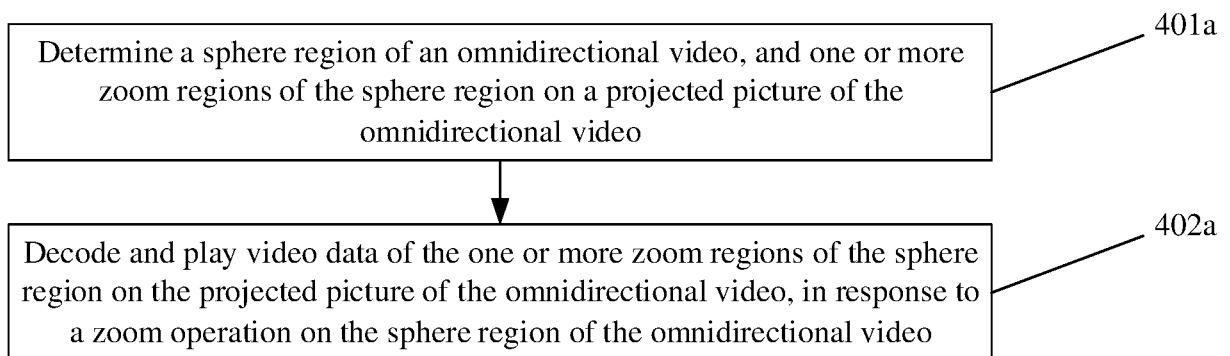 401a
Determine a sphere region of an omnidirectional video, and one or more
zoom regions of the sphere region on a projected picture of the
omnidirectional video
402a
Decode and play video data of the one or more zoom regions of the sphere
region on the projected picture of the omnidirectional video, in response to
a zoom operation on the sphere region of the omnidirectional video